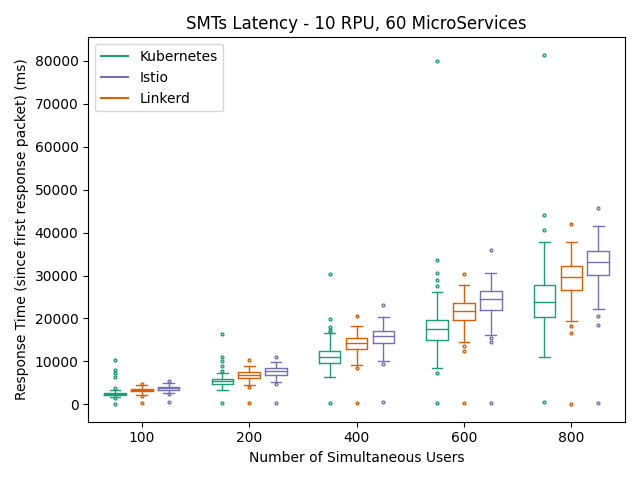 SMTs Latency - 10 RPU, 60 MicroServices
Kubernetes
Istio
Linkerd
Response Time (since first response packet) (ms)
80000
70000
60000
50000
40000
30000
20000
10000
0
100 200 400 600 800
Number of Simultaneous Users